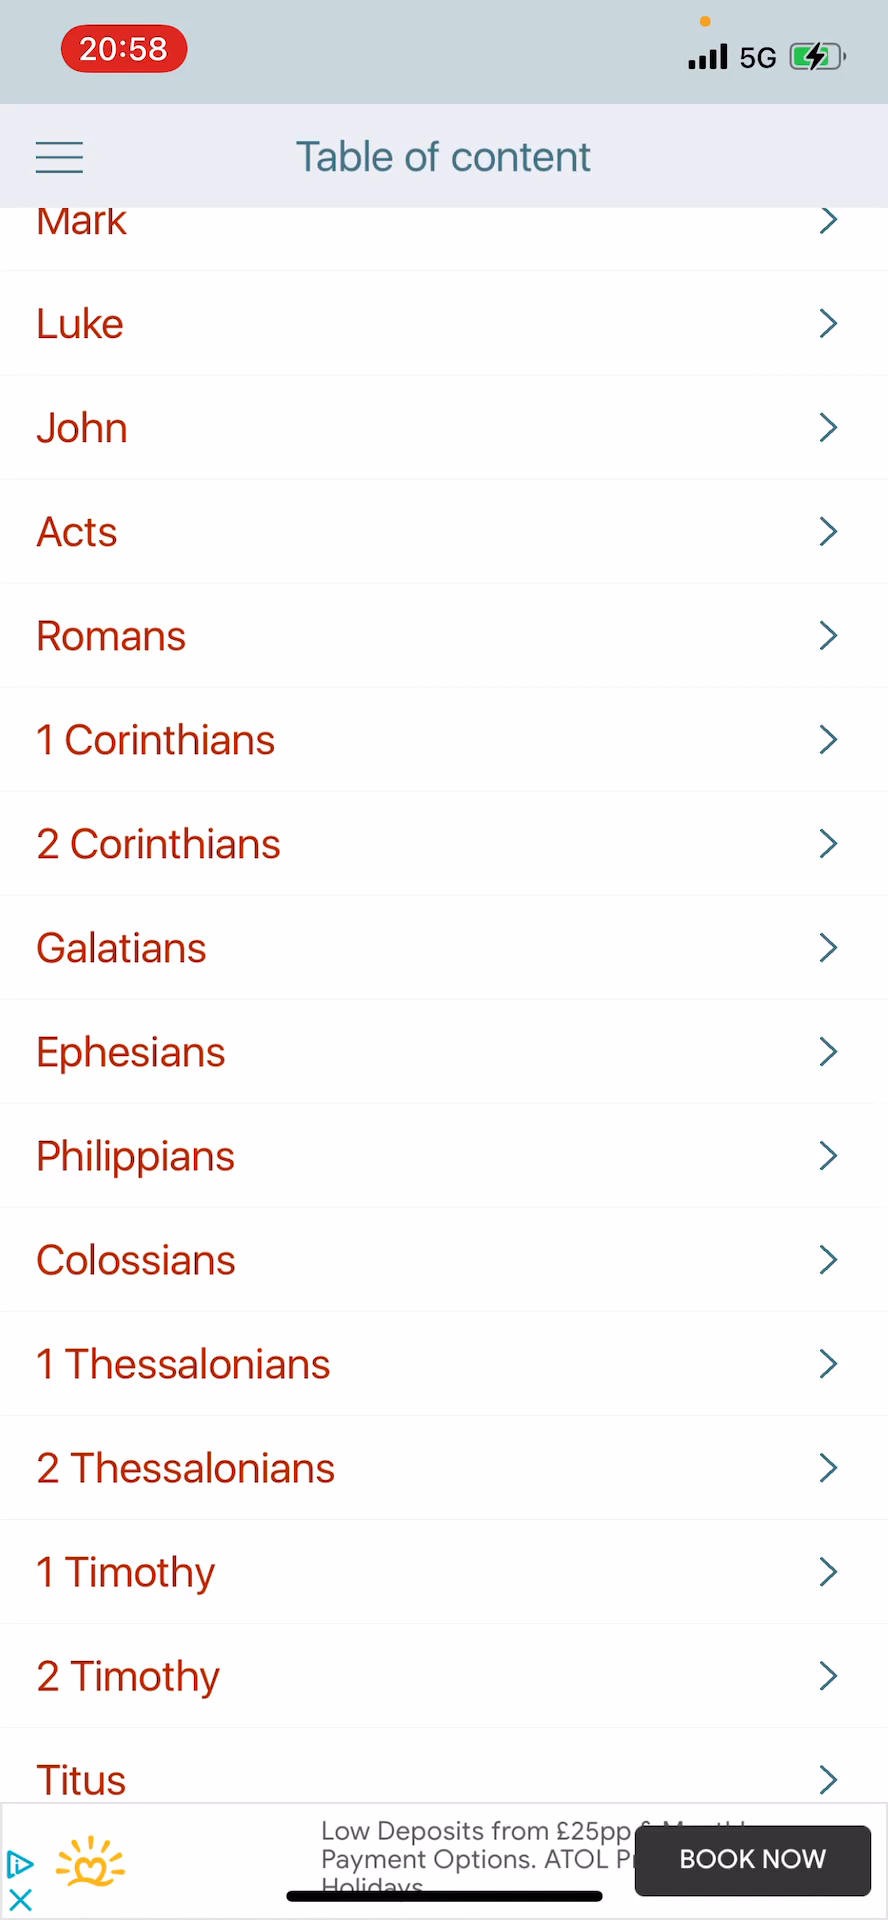 20:58
5G
Table of content
Mark
Luke
John
Acts
Romans
1 Corinthians
2 Corinthians
Galatians
Ephesians
Philippians
Colossians
1 Thessalonians
2 Thessalonians
1 Timothy
2 Timothy
Titus
Low Deposits from £25pp
Payment Options. ATOL
Holidays
BOOK NOW